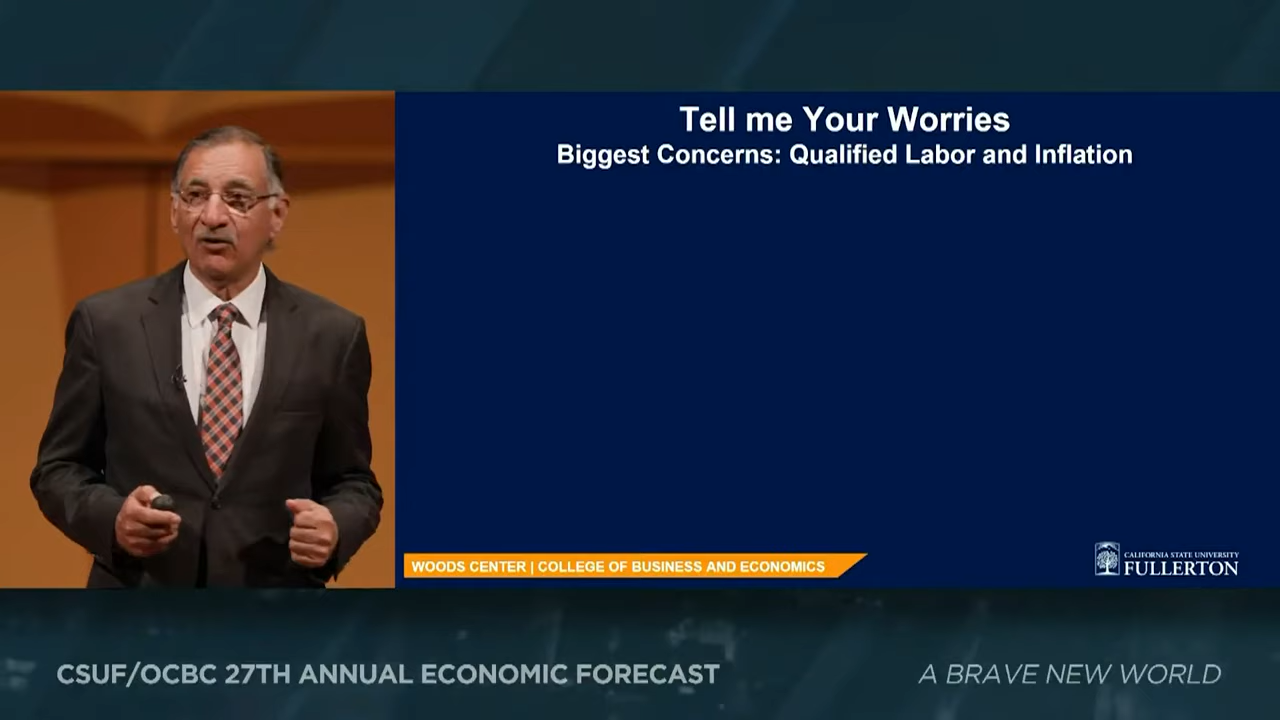 Tell me Your Worries
Biggest Concerns: Qualified Labor and Inflation
WOODS CENTER | COLLEGE OF BUSINESS AND ECONOMICS
CALIFORNIA STATE UNIVERSITY
FULLERTON
CSUF/OCBC 27TH ANNUAL ECONOMIC FORECAST
A BRAVE NEW WORLD